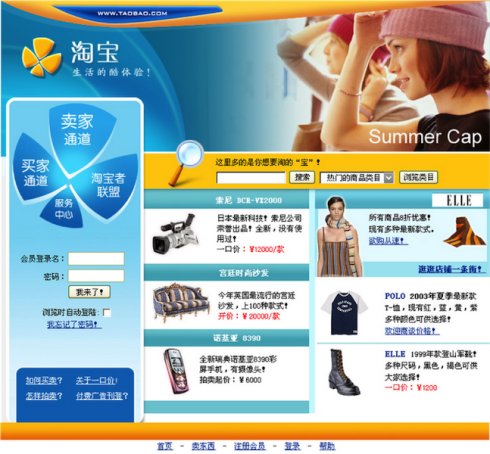 WWW.TAOBAO.COM
淘宝
生活的酷体验!
Summer Cap
卖家
通道
买家
通道
淘宝者
联盟
服务
中心
这里多的是你想要淘的“宝”!
搜索
热门的商品类目
浏览类目
会员登录名:
密码:
我来了!
浏览时自动登陆:
我忘记了密码!
如何买卖?
关于一口价!
怎样拍卖?
付费广告刊登?
索尼 DCR-VX2000
日本最新科技! 索尼公司
荣誉出品! 全新, 没有使
用过!
一口价: ¥12000/款
宫廷时尚沙发
今年英国最流行的宫廷
沙发, 上100种款式!
开价: ¥20000/款
诺基亚 8390
全新瑞典诺基亚8390彩
屏手机, 有摄像头!
拍卖起价: ¥6000
ELLE
所有商品8折优惠!
现有多种最新款式。
欲购从速!
逛逛店铺一条街!
POLO 2003年夏季最新款
T-恤, 现有红, 蓝, 黄, 紫
多种颜色可供选择!
欢迎商谈价格!
ELLE 1999年款登山军靴!
多种尺码, 黑色, 褐色可供
大家选择!
一口价: ¥1200
首页 - 卖东西 - 注册会员 - 登录 - 帮助